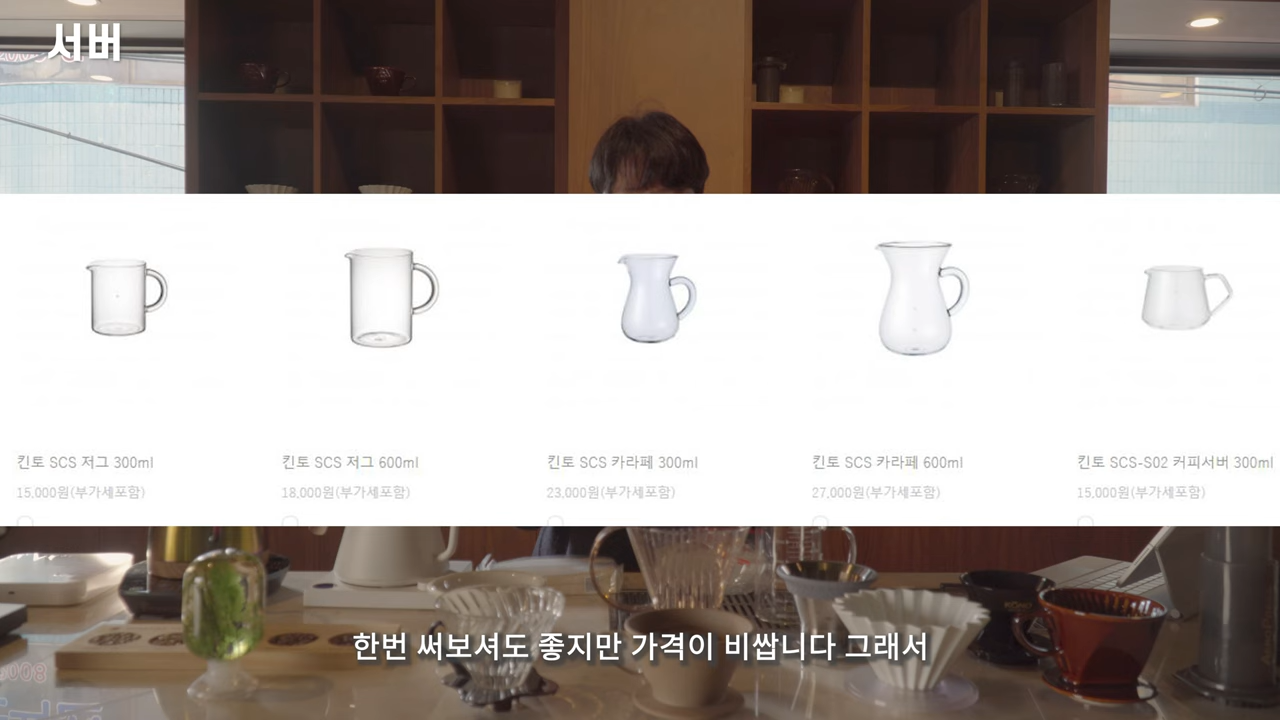 서버
킨토 SCS 저그 300ml
15,000원(부가세포함)
킨토 SCS 저그 600ml
18,000원(부가세포함)
킨토 SCS 카라페 300ml
23,000원(부가세포함)
킨토 SCS 카라페 600ml
27,000원(부가세포함)
킨토 SCS-S02 커피서버 300ml
15,000원(부가세포함)
한번 써보셔도 좋지만 가격이 비쌉니다 그래서